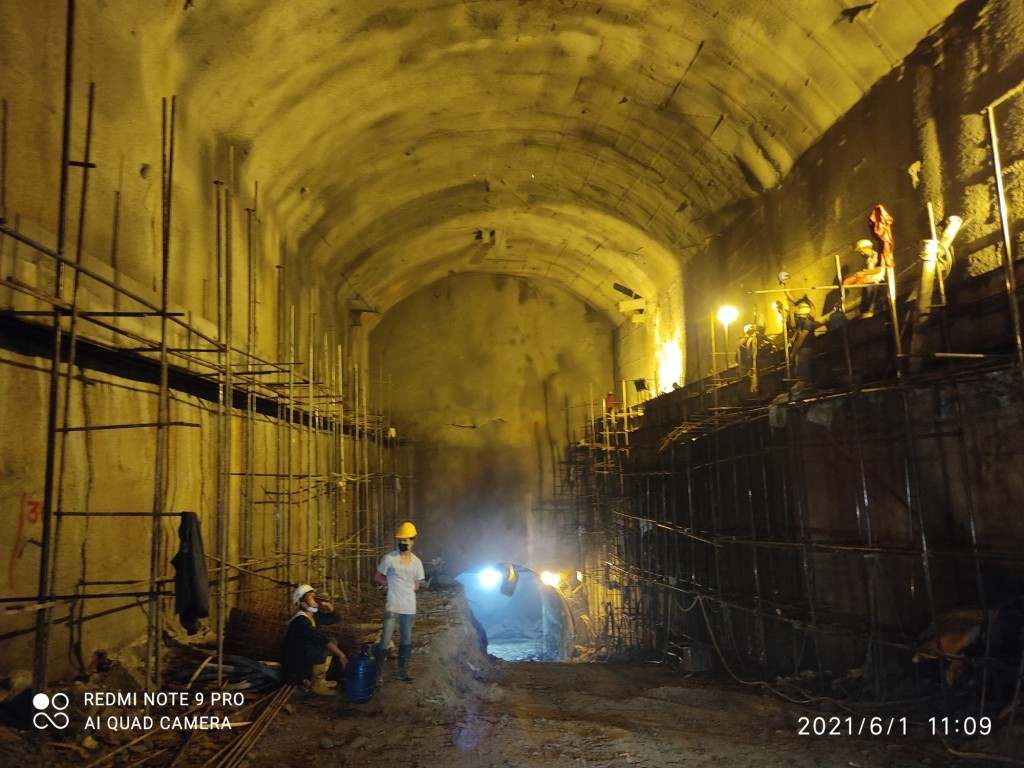 REDMI NOTE 9 PRO
AI QUAD CAMERA
2021/6/1 11:09